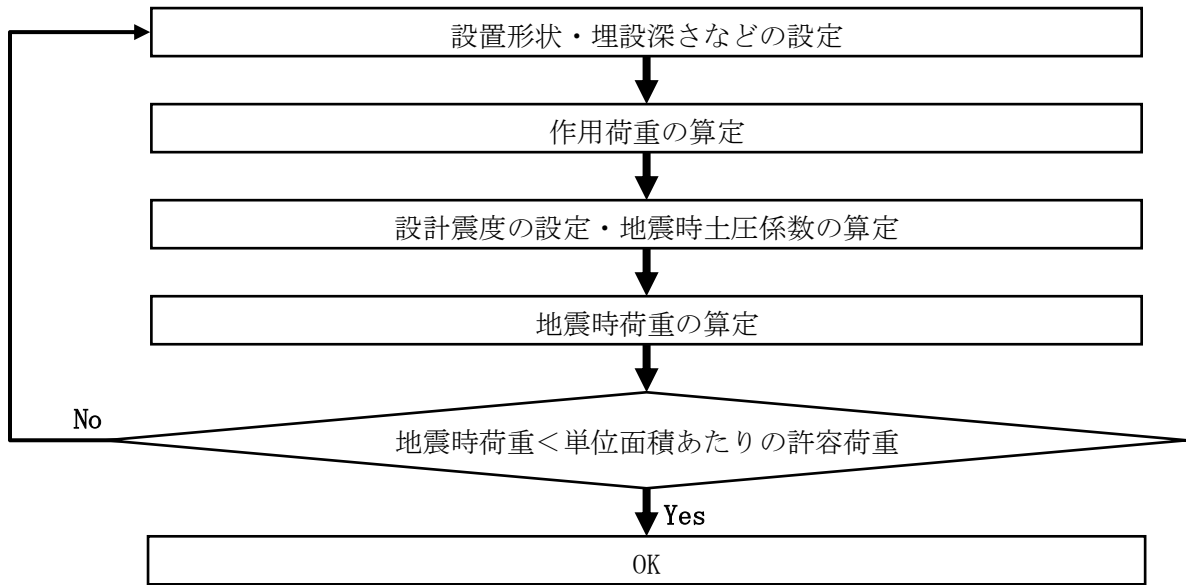 設置形状・埋設深さなどの設定
作用荷重の算定
設計震度の設定・地震時土圧係数の算定
地震時荷重の算定
No
地震時荷重＜単位面積あたりの許容荷重
Yes
OK